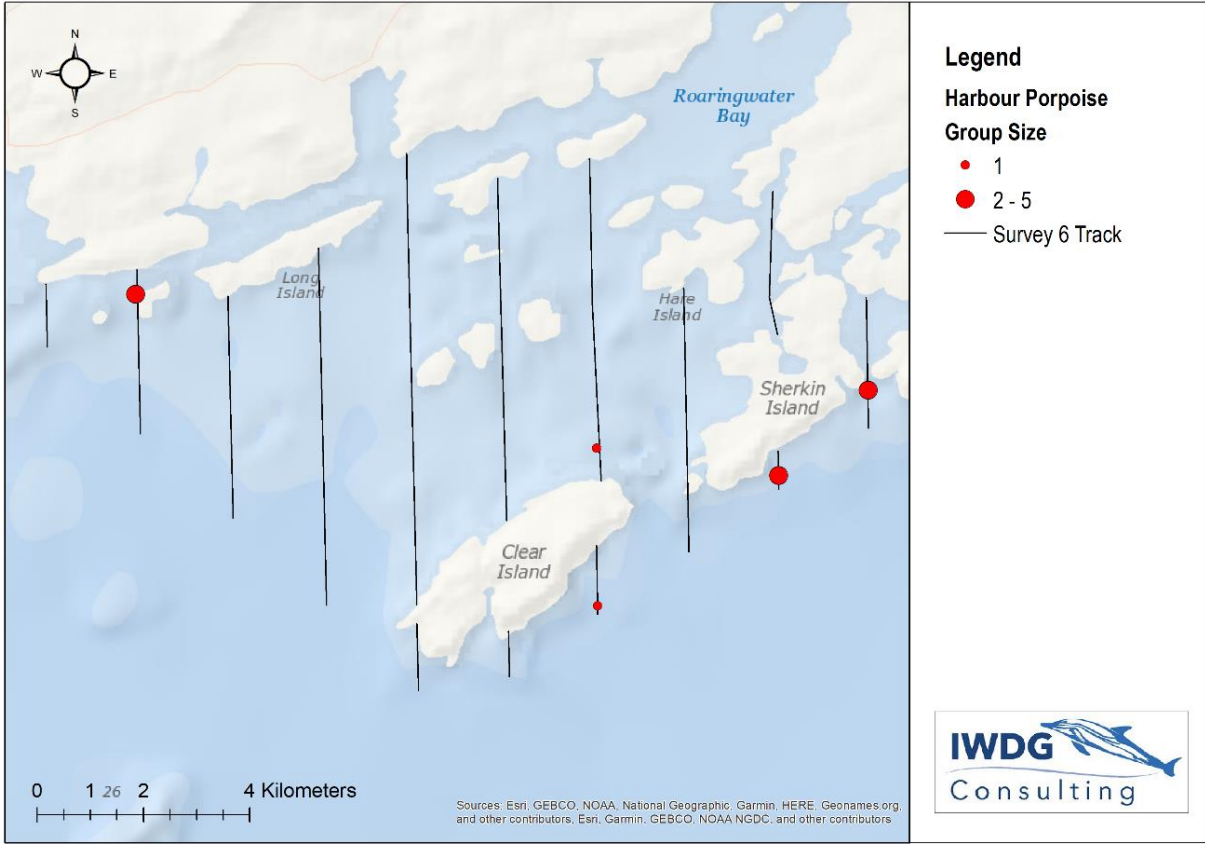 N
W E
S
Roaringwater
Bay
Long
Island
Hare
Island
Sherkin
Island
Clear
Island
0 1 26 2 4 Kilometers
Sources: Esri, GEBCO, NOAA, National Geographic, Garmin, HERE, Geonames.org,
and other contributors, Esri, Garmin, GEBCO, NOAA NGDC, and other contributors
Legend
Harbour Porpoise
Group Size
1
2 - 5
Survey 6 Track
IWDG
Consulting